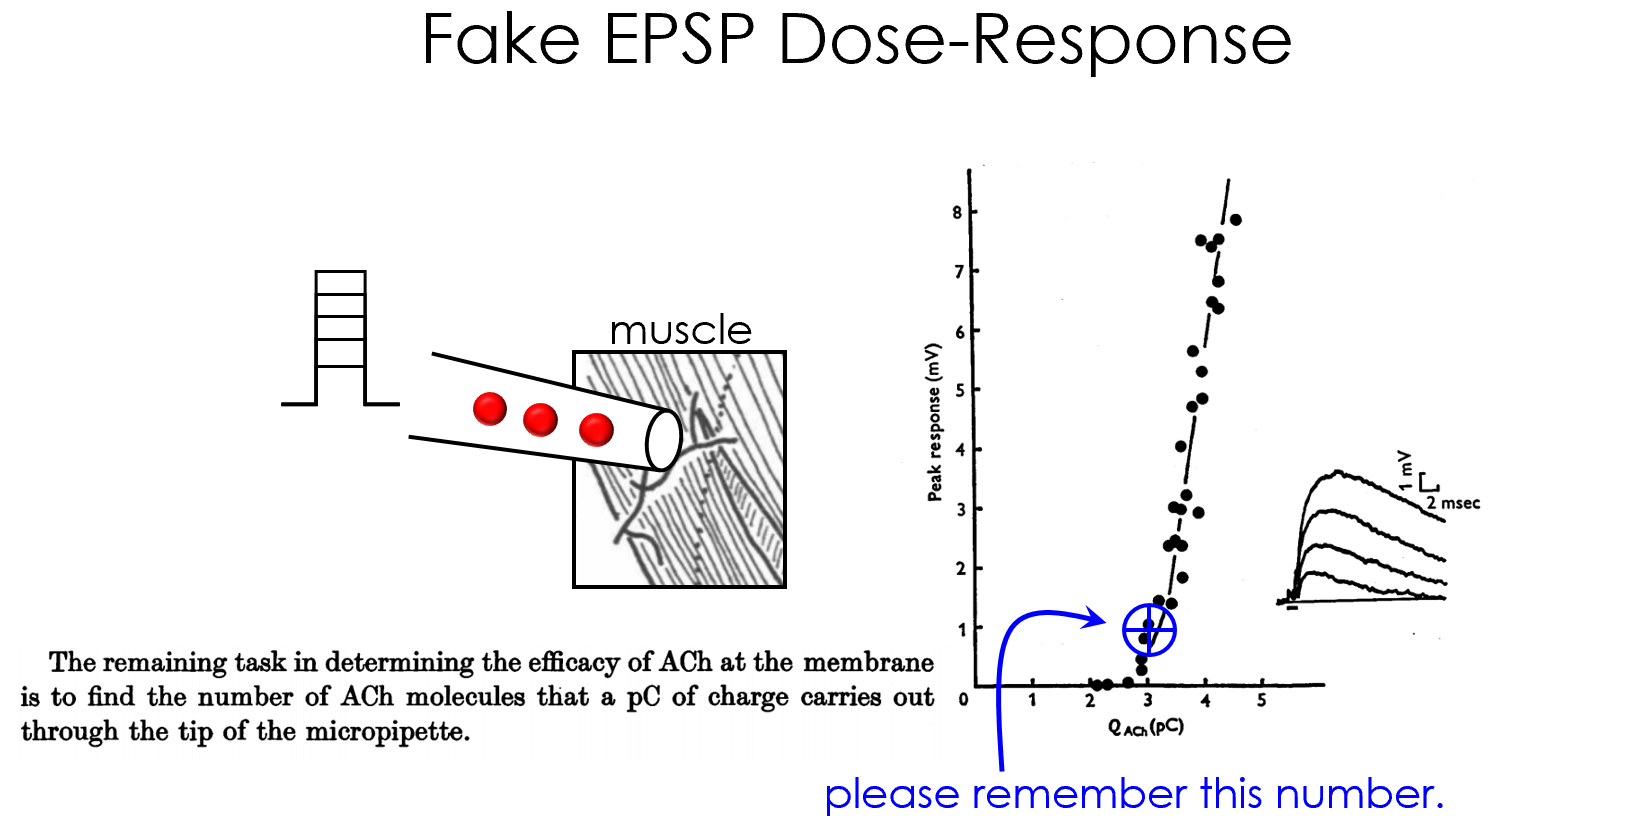 Fake EPSP Dose-Response
muscle
The remaining task in determining the efficacy of ACh at the membrane
is to find the number of ACh molecules that a pC of charge carries out
through the tip of the micropipette.
Peak response (mV)
8
7
6
5
4
3
2
1
0
1 2 3 4 5
Q ACh (pC)
1 mV
2 msec
please remember this number.